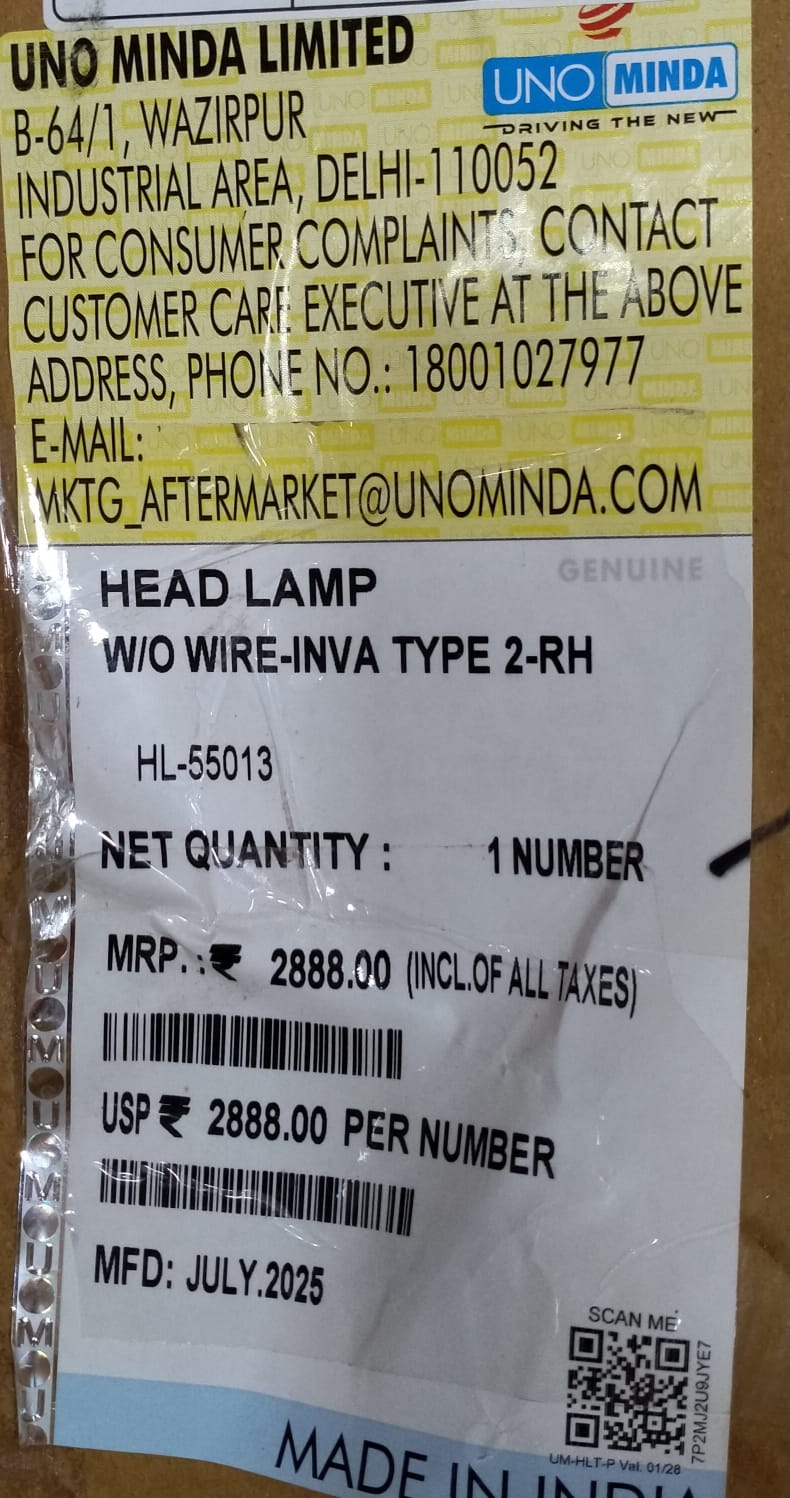 UNO MINDA LIMITED
UNO MINDA
DRIVING THE NEW
B-64/1, WAZIRPUR
INDUSTRIAL AREA, DELHI-110052
FOR CONSUMER COMPLAINTS, CONTACT
CUSTOMER CARE EXECUTIVE AT THE ABOVE
ADDRESS, PHONE NO.: 18001027977
E-MAIL:
MKTG_AFTERMARKET@UNOMINDA.COM
GENUINE
HEAD LAMP
W/O WIRE-INVA TYPE 2-RH
HL-55013
NET QUANTITY : 1 NUMBER
MRP. :₹ 2888.00 (INCL.OF ALL TAXES)
USP ₹ 2888.00 PER NUMBER
MFD: JULY.2025
SCAN ME
7P2MJ2U9JYE7
UM-HLT-P Val. 01/28
MADE IN INDIA